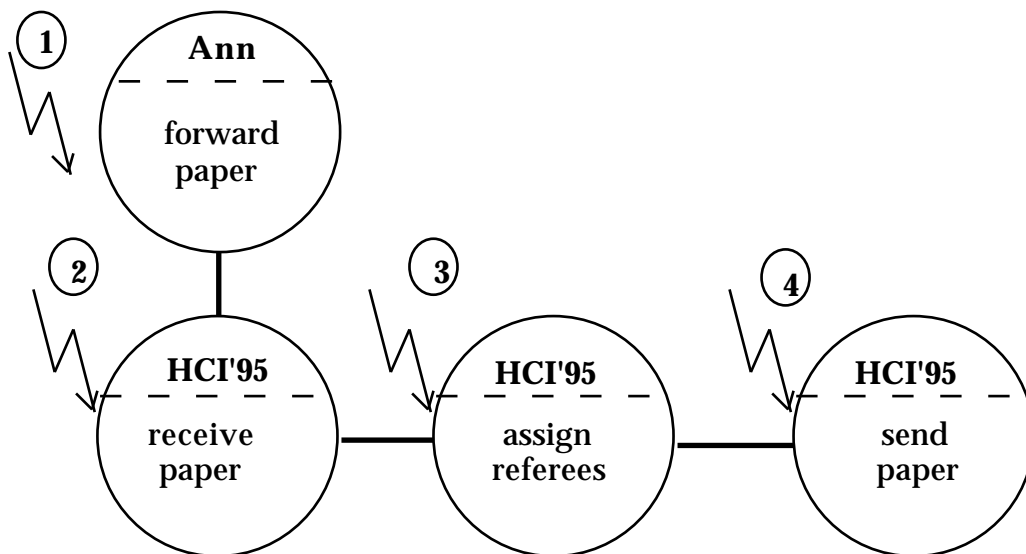 1
Ann
forward
paper
2
HCI'95
receive
paper
3
HCI'95
assign
referees
4
HCI'95
send
paper